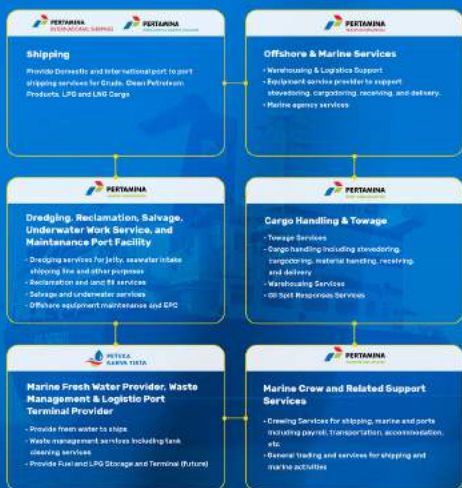 PERTAMINA
INTERNATIONAL SHIPPING
PERTAMINA
Shipping
Provide Domestic and International port to port
shipping services for Crude, Clean Petroleum
Products, LPG and LNG Cargo
PERTAMINA
Offshore & Marine Services
- Warehousing & Logistics Support
- Equipment service provider to support
stevedoring, cargodoring, receiving, and delivery.
- Marine agency services
PERTAMINA
Dredging, Reclamation, Salvage,
Underwater Work Service, and
Maintenance Port Facility
- Dredging services for jetty, seawater intake
shipping line and other purposes
- Reclamation and land fill services
- Salvage and underwater services
- Offshore equipment maintenance and EPC
PERTAMINA
Cargo Handling & Towage
- Towage Services
- Cargo handling including stevedoring,
cargodoring, material handling, receiving,
and delivery
- Warehousing Services
- Oil Spill Responses Services
PETEKA
KARYA TIRTA
Marine Fresh Water Provider, Waste
Management & Logistic Port
Terminal Provider
- Provide fresh water to ships
- Waste management services including tank
cleaning services
- Provide Fuel and LPG Storage and Terminal (future)
PERTAMINA
Marine Crew and Related Support
Services
- Crewing Services for shipping, marine and ports
including payroll, transportation, accommodation,
etc
- General trading and services for shipping and
marine activities